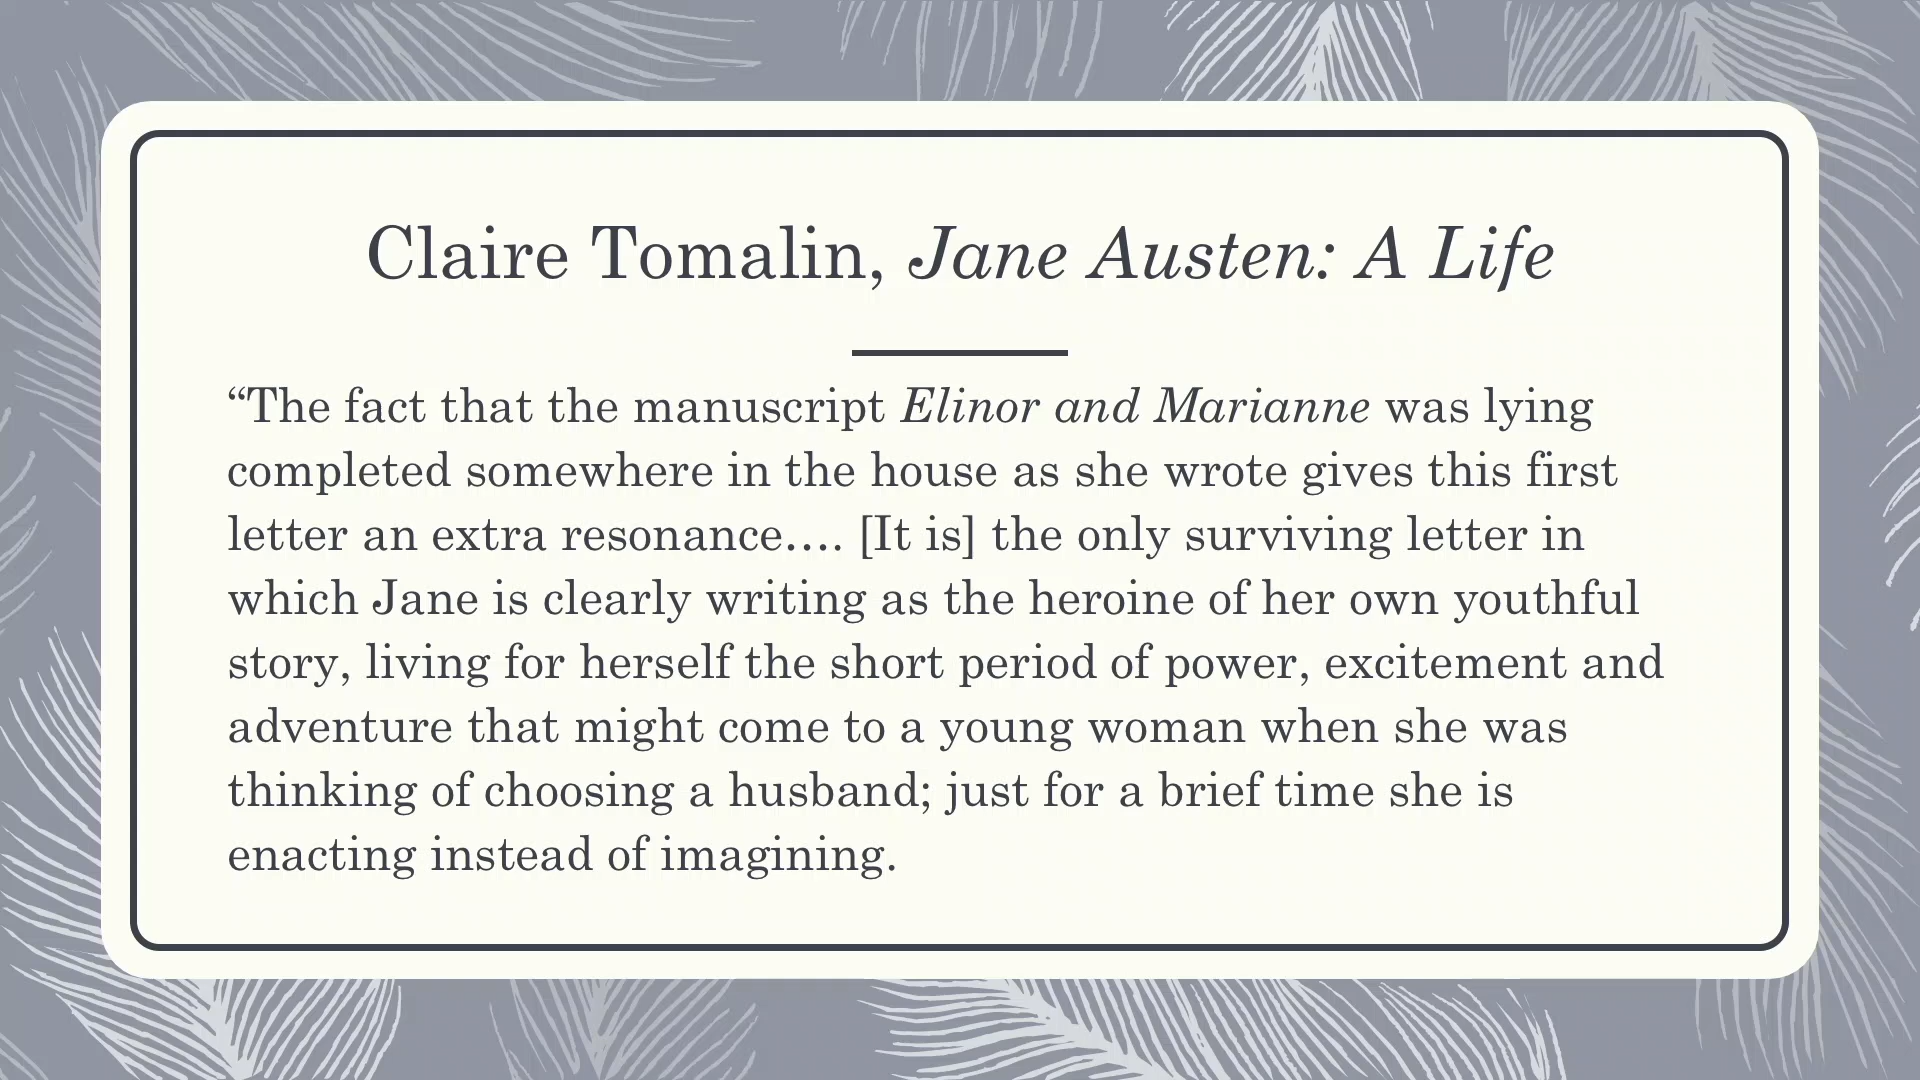 Claire Tomalin, Jane Austen: A Life
“The fact that the manuscript Elinor and Marianne was lying
completed somewhere in the house as she wrote gives this first
letter an extra resonance…. [It is] the only surviving letter in
which Jane is clearly writing as the heroine of her own youthful
story, living for herself the short period of power, excitement and
adventure that might come to a young woman when she was
thinking of choosing a husband; just for a brief time she is
enacting instead of imagining.